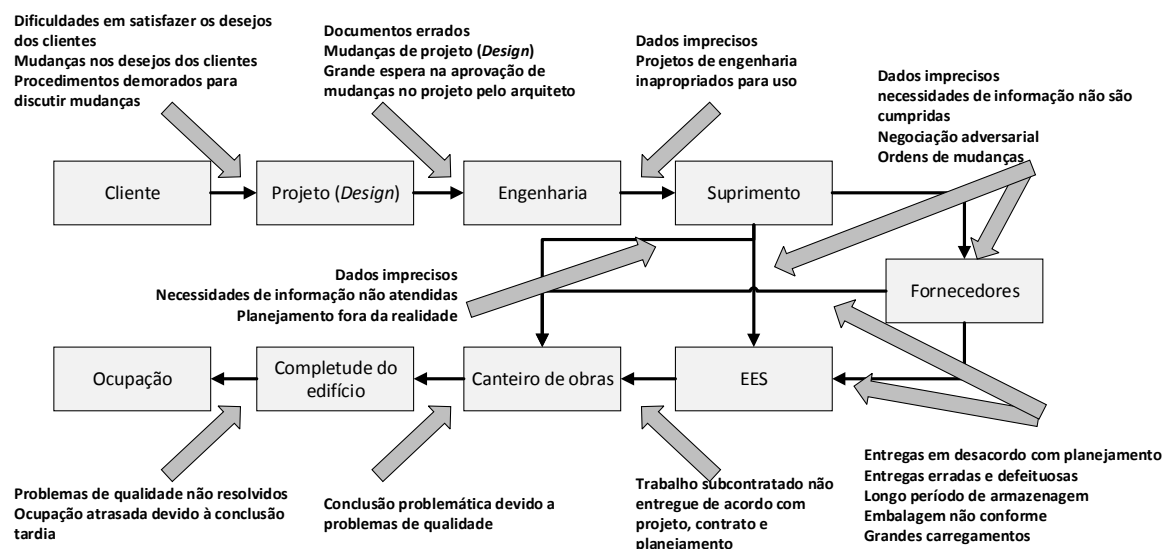 Dificuldades em satisfazer os desejos
dos clientes
Mudanças nos desejos dos clientes
Procedimentos demorados para
discutir mudanças
Documentos errados
Mudanças de projeto (Design)
Grande espera na aprovação de
mudanças no projeto pelo arquiteto
Dados imprecisos
Projetos de engenharia
inapropriados para uso
Dados imprecisos
necessidades de informação não são
cumpridas
Negociação adversarial
Ordens de mudanças
Cliente
Projeto (Design)
Engenharia
Suprimento
Dados imprecisos
Necessidades de informação não atendidas
Planejamento fora da realidade
Fornecedores
Ocupação
Completude do
edifício
Canteiro de obras
EES
Problemas de qualidade não resolvidos
Ocupação atrasada devido à conclusão
tardia
Conclusão problemática devido a
problemas de qualidade
Trabalho subcontratado não
entregue de acordo com
projeto, contrato e
planejamento
Entregas em desacordo com planejamento
Entregas erradas e defeituosas
Longo período de armazenagem
Embalagem não conforme
Grandes carregamentos